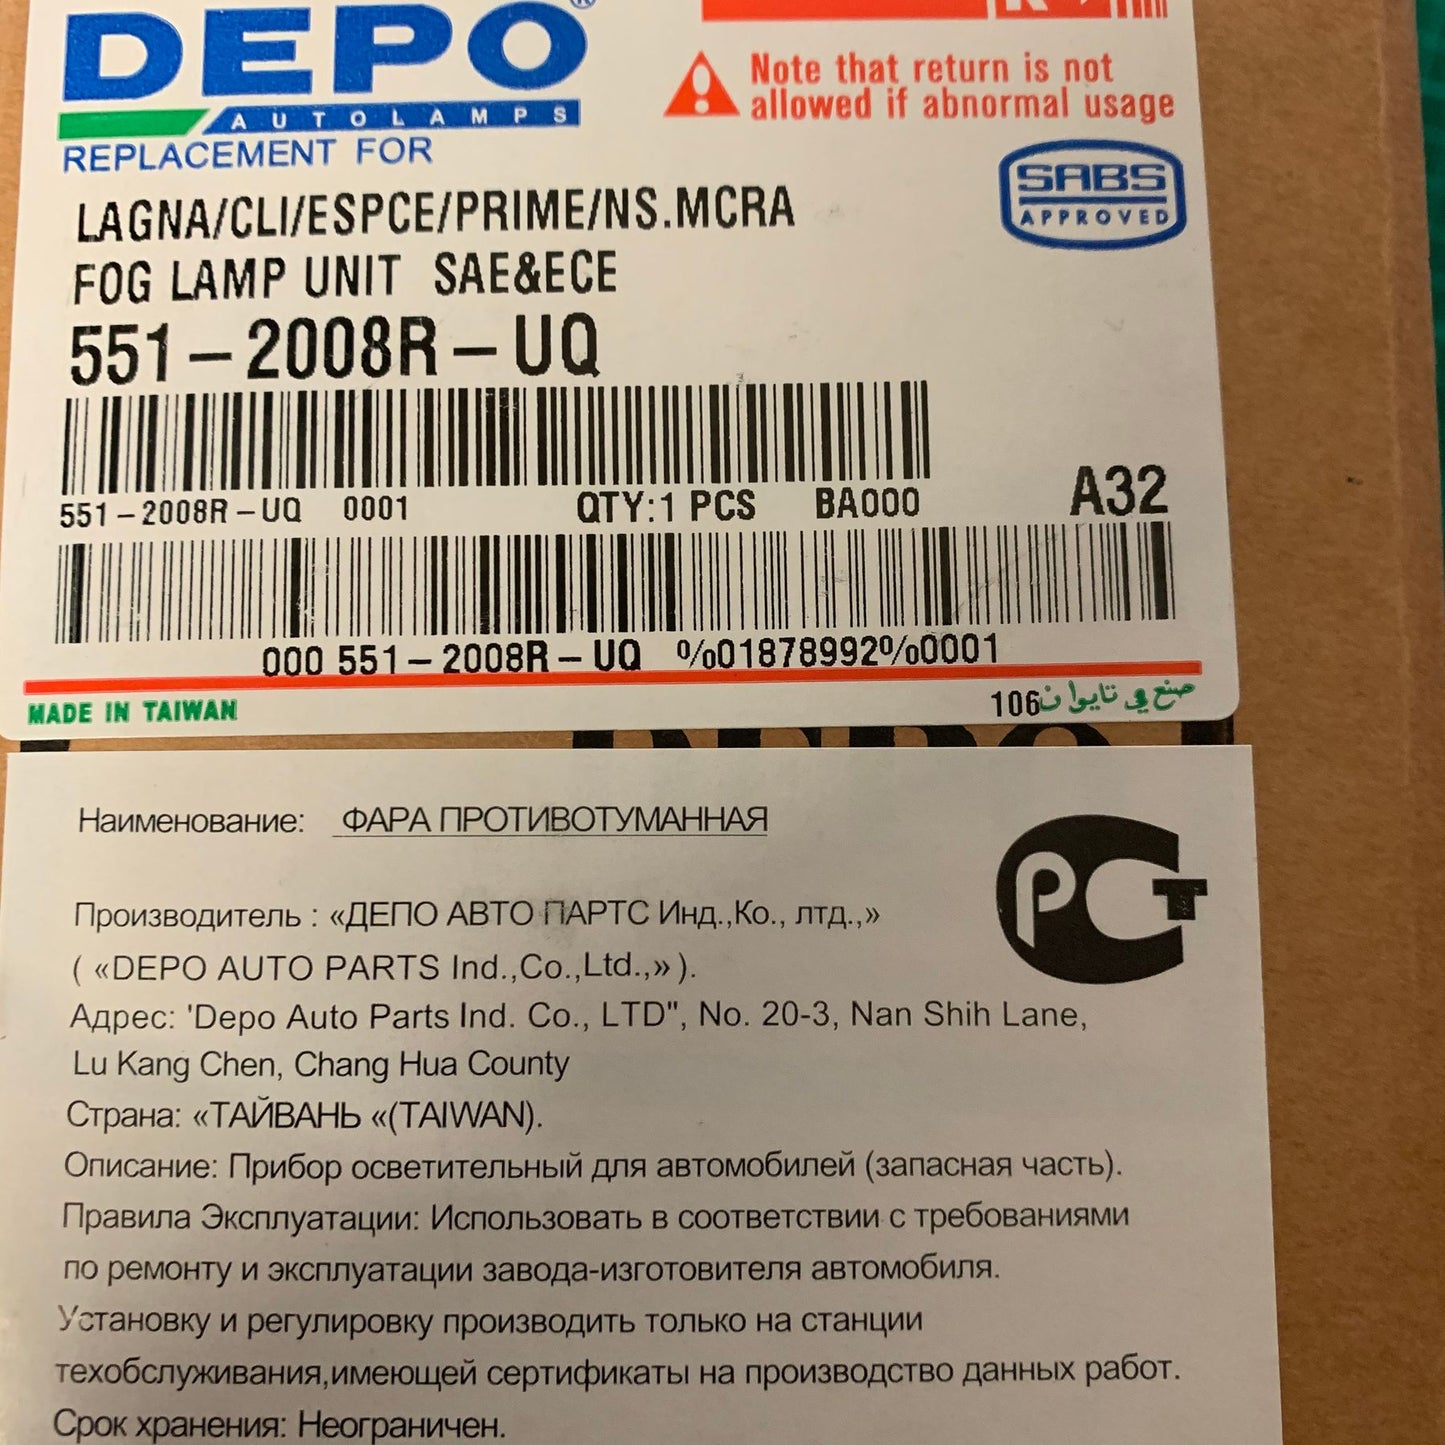 DEPO®
AUTOLAMPS
REPLACEMENT FOR
Note that return is not
allowed if abnormal usage
SABS
APPROVED
LAGNA/CLI/ESPCE/PRIME/NS.MCRA
FOG LAMP UNIT SAE&ECE
551-2008R-UQ
551-2008R-UQ 0001 QTY:1 PCS BA000 A32
000 551-2008R-UQ %01878992%0001
MADE IN TAIWAN 106 صنع في تايوان
Наименование: ФАРА ПРОТИВОТУМАННАЯ
РСТ
Производитель : «ДЕПО АВТО ПАРТС Инд.,Ко., лтд.,»
( «DEPO AUTO PARTS Ind.,Co.,Ltd.,» ).
Адрес: 'Depo Auto Parts Ind. Co., LTD", No. 20-3, Nan Shih Lane,
Lu Kang Chen, Chang Hua County
Страна: «ТАЙВАНЬ «(TAIWAN).
Описание: Прибор осветительный для автомобилей (запасная часть).
Правила Эксплуатации: Использовать в соответствии с требованиями
по ремонту и эксплуатации завода-изготовителя автомобиля.
Установку и регулировку производить только на станции
техобслуживания,имеющей сертификаты на производство данных работ.
Срок хранения: Неограничен.